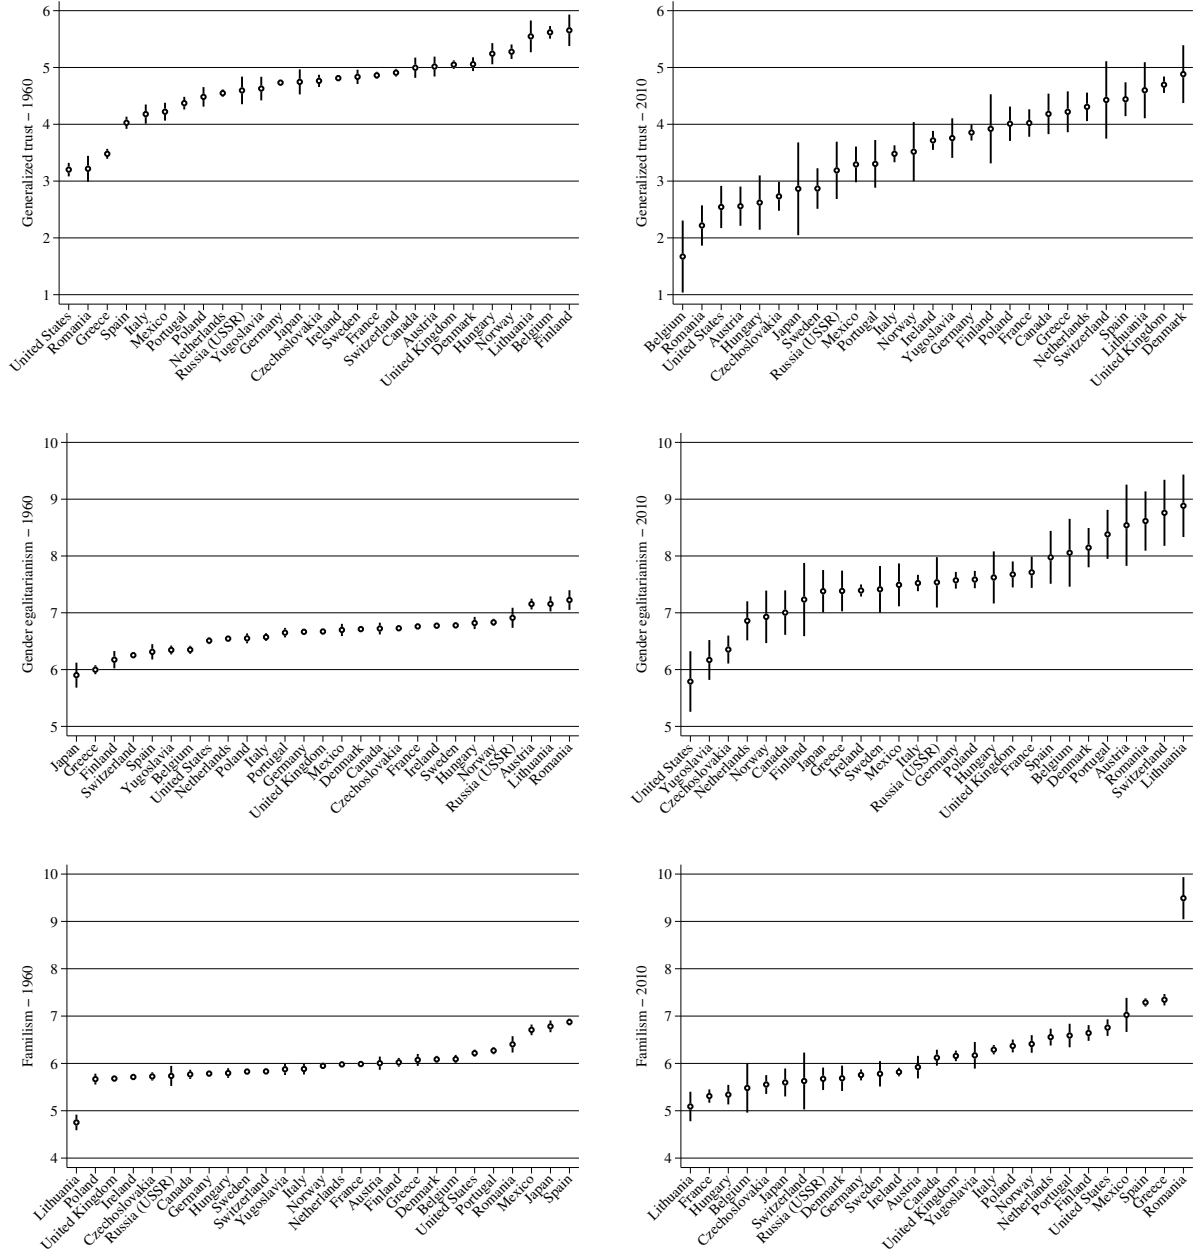 Generalized trust – 1960
6
5
4
3
2
1
United States
Romania
Greece
Spain
Italy
Mexico
Portugal
Poland
Netherlands
Russia (USSR)
Yugoslavia
Germany
Japan
Czechoslovakia
Ireland
Sweden
France
Switzerland
Canada
Austria
United Kingdom
Denmark
Hungary
Norway
Lithuania
Belgium
Finland
Generalized trust – 2010
6
5
4
3
2
1
Belgium
Romania
United States
Austria
Hungary
Czechoslovakia
Japan
Sweden
Russia (USSR)
Mexico
Portugal
Italy
Norway
Ireland
Yugoslavia
Germany
Finland
Poland
France
Canada
Greece
Netherlands
Switzerland
Spain
Lithuania
United Kingdom
Denmark
Gender egalitarianism – 1960
10
9
8
7
6
5
Japan
Greece
Finland
Switzerland
Spain
Yugoslavia
Belgium
United States
Netherlands
Poland
Italy
Portugal
Germany
United Kingdom
Mexico
Denmark
Canada
Czechoslovakia
France
Ireland
Sweden
Hungary
Norway
Russia (USSR)
Austria
Lithuania
Romania
Gender egalitarianism – 2010
10
9
8
7
6
5
United States
Yugoslavia
Czechoslovakia
Netherlands
Norway
Canada
Finland
Japan
Greece
Ireland
Sweden
Mexico
Italy
Russia (USSR)
Germany
Poland
Hungary
United Kingdom
France
Spain
Belgium
Denmark
Portugal
Austria
Romania
Switzerland
Lithuania
Familism – 1960
10
9
8
7
6
5
4
Lithuania
Poland
United Kingdom
Ireland
Czechoslovakia
Russia (USSR)
Canada
Germany
Hungary
Sweden
Switzerland
Yugoslavia
Italy
Norway
Netherlands
France
Austria
Finland
Greece
Denmark
Belgium
United States
Portugal
Romania
Mexico
Japan
Spain
Familism – 2010
10
9
8
7
6
5
4
Lithuania
France
Hungary
Belgium
Czechoslovakia
Japan
Switzerland
Russia (USSR)
Denmark
Germany
Sweden
Ireland
Austria
Canada
United Kingdom
Yugoslavia
Italy
Poland
Norway
Netherlands
Portugal
Finland
United States
Mexico
Spain
Greece
Romania